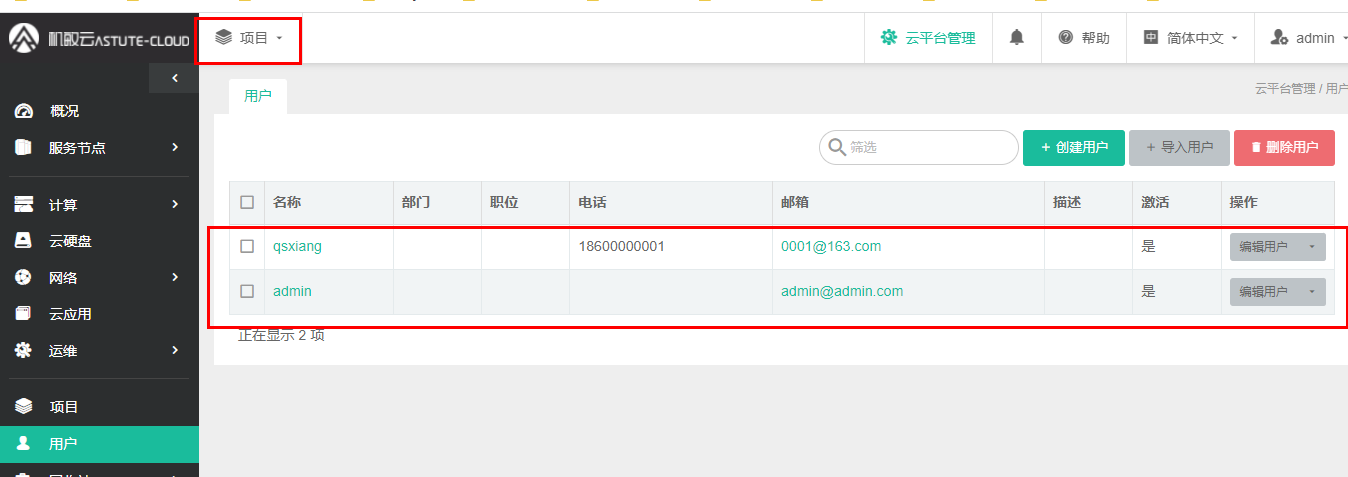 机敏云ASTUTE-CLOUD
项目
云平台管理
帮助
简体中文
admin
用户
云平台管理 / 用户
概况
服务节点
计算
云硬盘
网络
云应用
运维
项目
用户
筛选
+ 创建用户
+ 导入用户
删除用户
名称 部门 职位 电话 邮箱 描述 激活 操作
qsxiang 18600000001 0001@163.com 是 编辑用户
admin admin@admin.com 是 编辑用户
正在显示 2 项